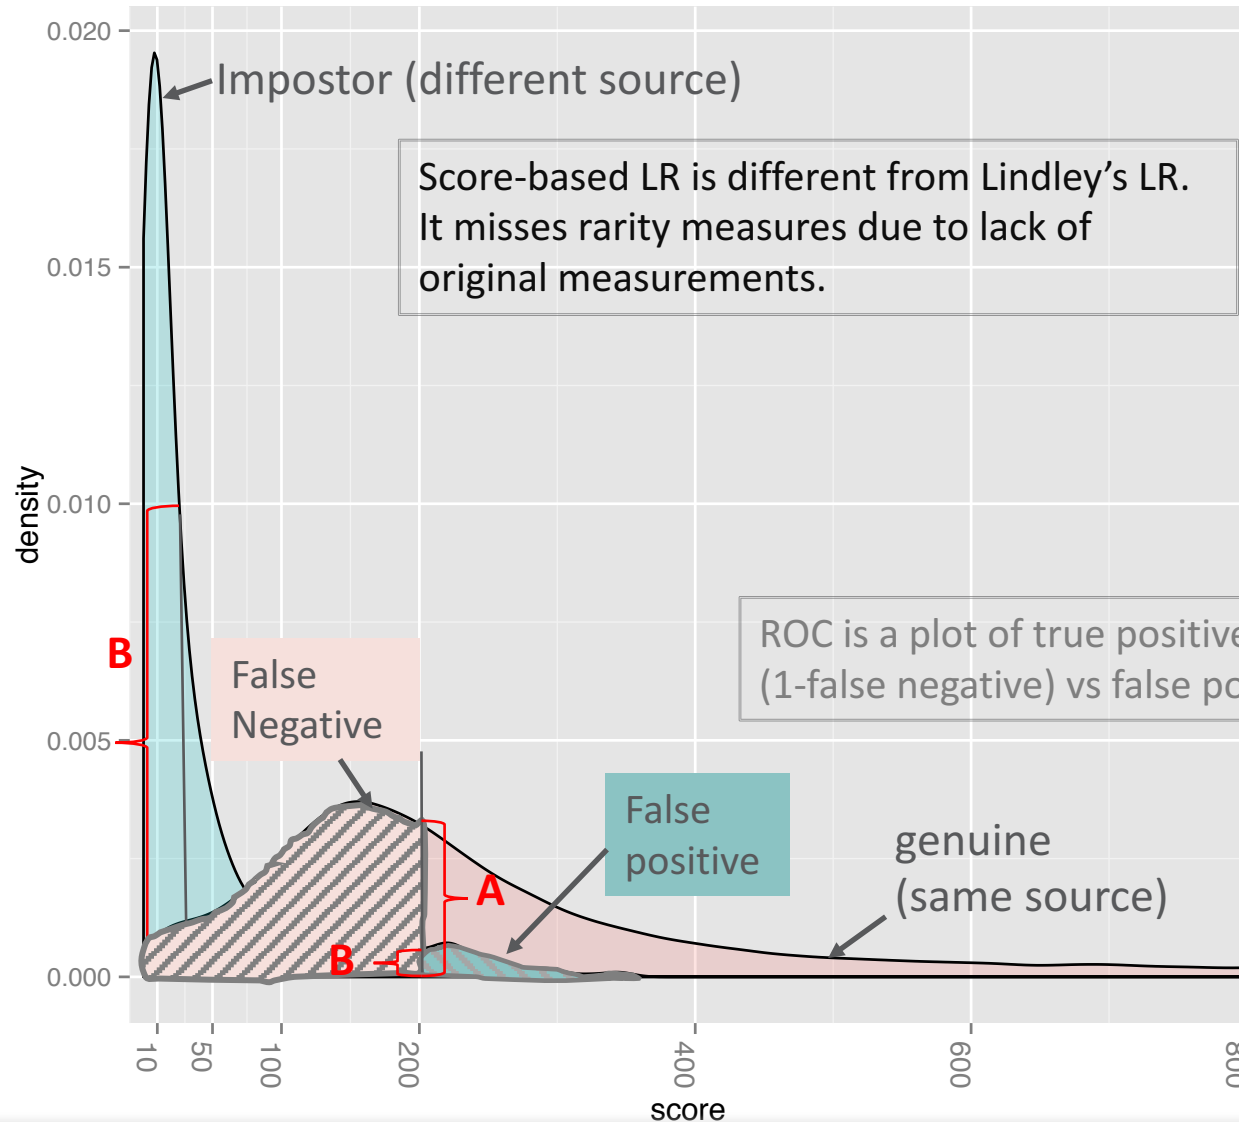 0.020
Impostor (different source)
Score-based LR is different from Lindley’s LR.
It misses rarity measures due to lack of
original measurements.
0.015
density
0.010
B
False
Negative
ROC is a plot of true positive
(1-false negative) vs false po
0.005
False
positive
genuine
(same source)
A
B
0.000
10
50
100
200
400
600
800
score